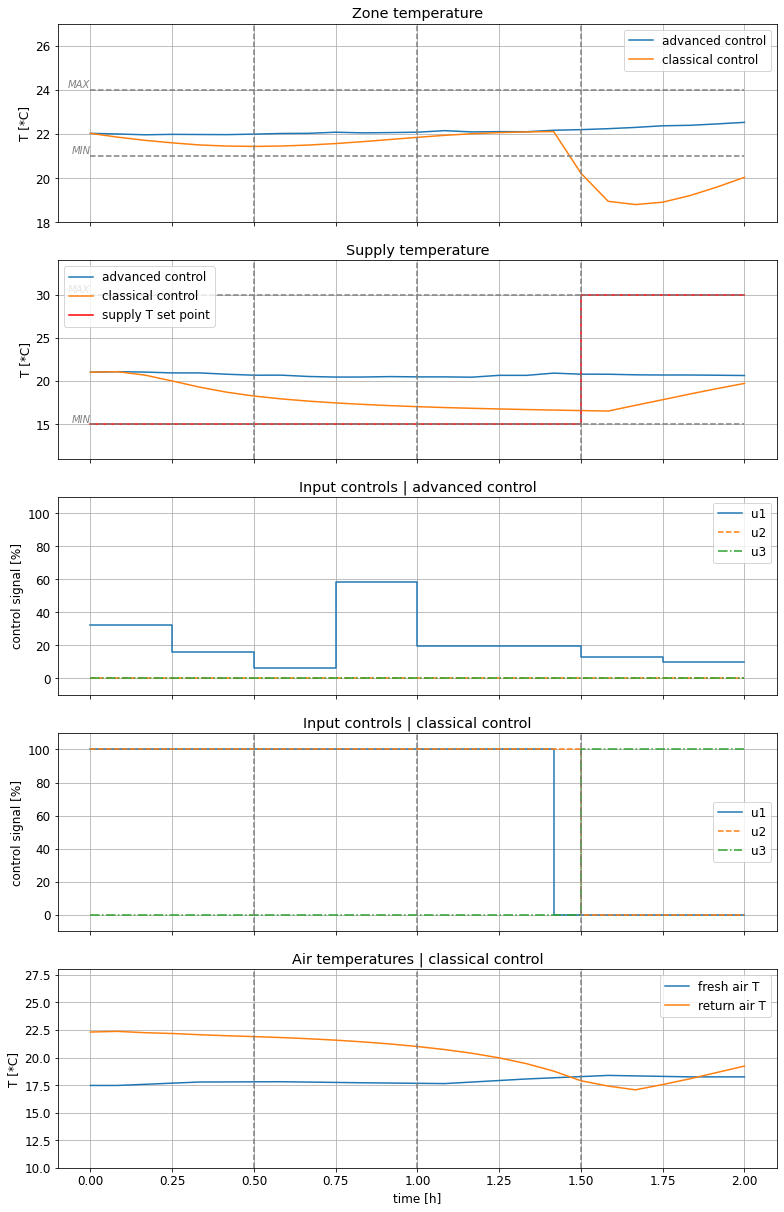 Zone temperature
T [*C]
26
24
22
20
18
MAX
MIN
advanced control
classical control
Supply temperature
T [*C]
30
25
20
15
MAX
MIN
advanced control
classical control
supply T set point
Input controls | advanced control
control signal [%]
100
80
60
40
20
0
u1
u2
u3
Input controls | classical control
control signal [%]
100
80
60
40
20
0
u1
u2
u3
Air temperatures | classical control
T [*C]
27.5
25.0
22.5
20.0
17.5
15.0
12.5
10.0
fresh air T
return air T
0.00 0.25 0.50 0.75 1.00 1.25 1.50 1.75 2.00
time [h]